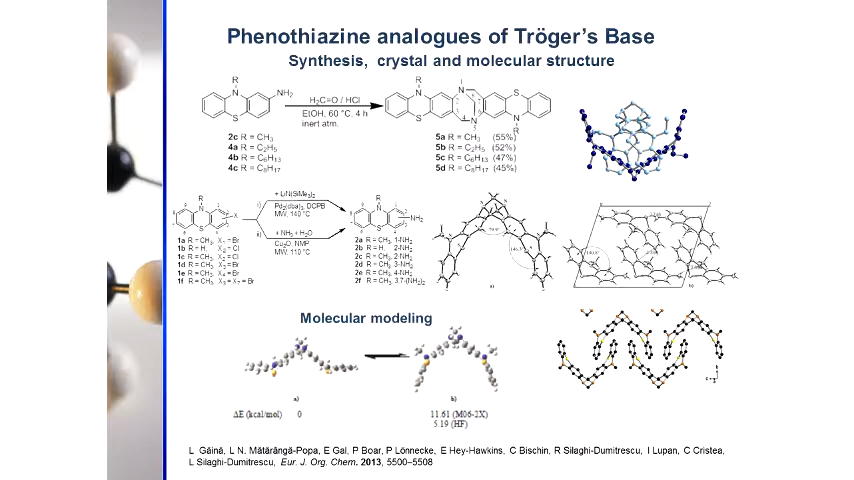 Phenothiazine analogues of Tröger's Base
Synthesis, crystal and molecular structure
R
N
NH₂
S
H₂C=O / HCl
EtOH, 60 °C, 4 h
inert atm.
2c R = CH₃
4a R = C₂H₅
4b R = C₆H₁₃
4c R = C₈H₁₇
R
N
S
N
N
S
N
R
5a R = CH₃ (55%)
5b R = C₂H₅ (52%)
5c R = C₆H₁₃ (47%)
5d R = C₈H₁₇ (45%)
R
N
S
X
i)
+ LiN(SiMe₃)₂
Pd₂(dba)₃, DCPB
MW, 140 °C
ii)
+ NH₃ + H₂O
Cu₂O, NMP
MW, 110 °C
R
N
S
NH₂
1a R = CH₃, X₁ = Br
1b R = H, X₂ = Cl
1c R = CH₃, X₂ = Cl
1d R = CH₃, X₃ = Br
1e R = CH₃, X₄ = Br
1f R = CH₃, X₃ = X₇ = Br
2a R = CH₃, 1-NH₂
2b R = H, 2-NH₂
2c R = CH₃, 2-NH₂
2d R = CH₃, 3-NH₂
2e R = CH₃, 4-NH₂
2f R = CH₃, 3.7-(NH₂)₂
a)
b)
Molecular modeling
a)
b)
ΔE (kcal/mol) 0
11.61 (M06-2X)
5.19 (HF)
L Găină, L N. Mătărângă-Popa, E Gal, P Boar, P Lönnecke, E Hey-Hawkins, C Bischin, R Silaghi-Dumitrescu, I Lupan, C Cristea,
L Silaghi-Dumitrescu, Eur. J. Org. Chem. 2013, 5500–5508